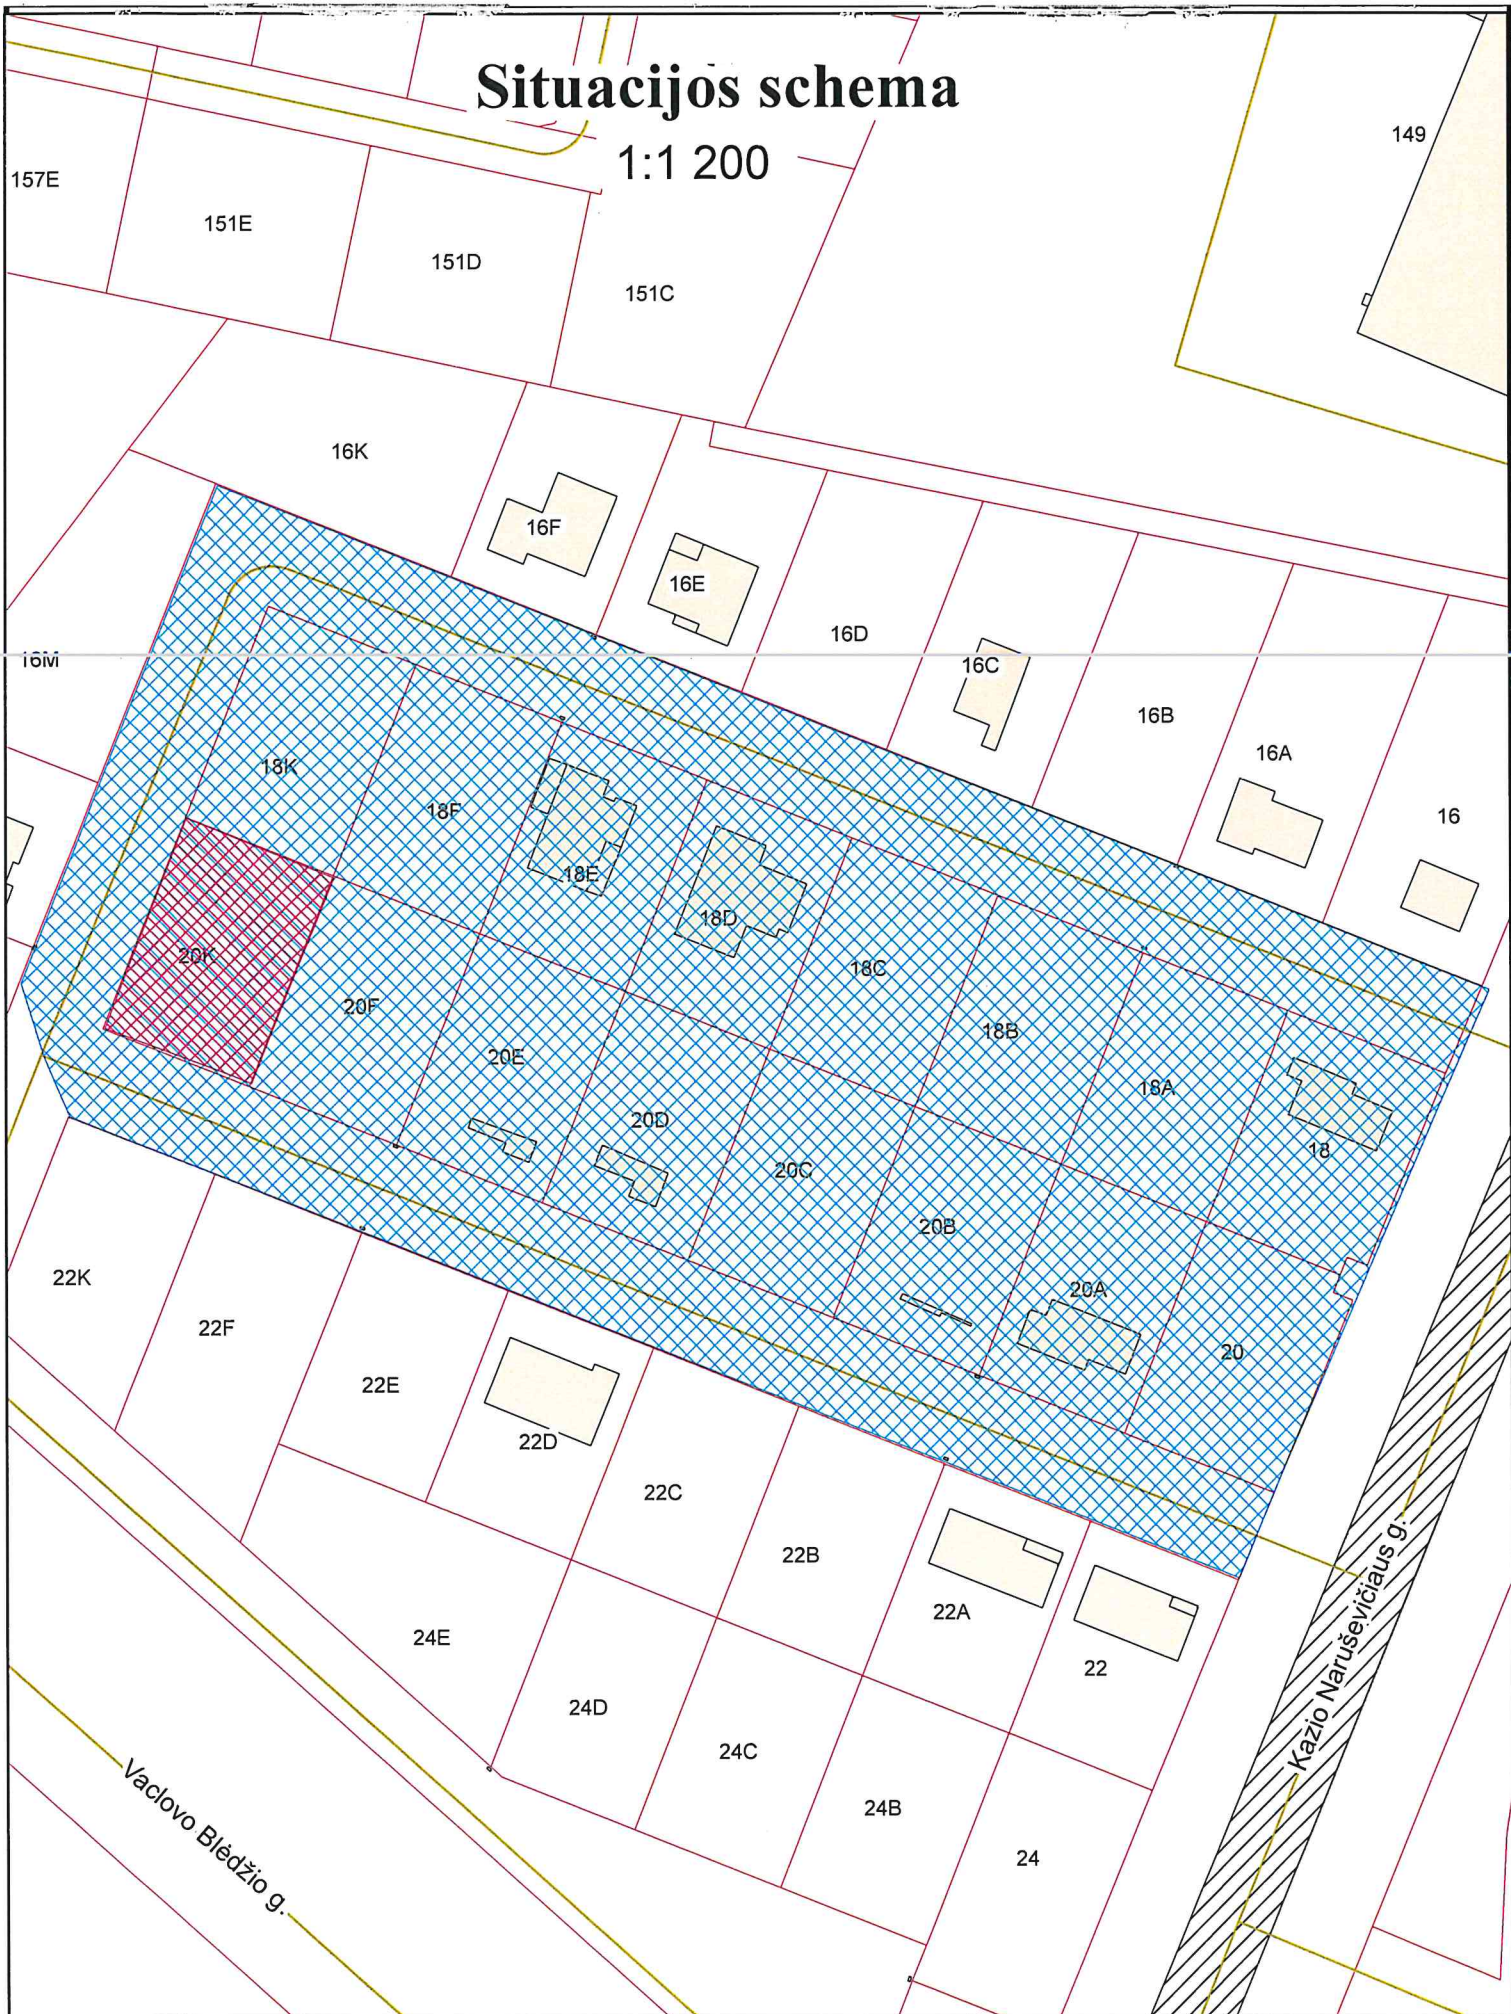 Situacijos schema
1:1 200
149
157E
151E
151D
151C
16K
16F
16E
16D
16C
16M
16B
16A
16
18K
18F
18E
18D
18C
18B
18A
18
20K
20F
20E
20D
20C
20B
20A
20
22K
22F
22E
22D
22C
22B
22A
22
24E
24D
24C
24B
24
Kazio Naruševičiaus g.
Vaclovo Blėdžio g.